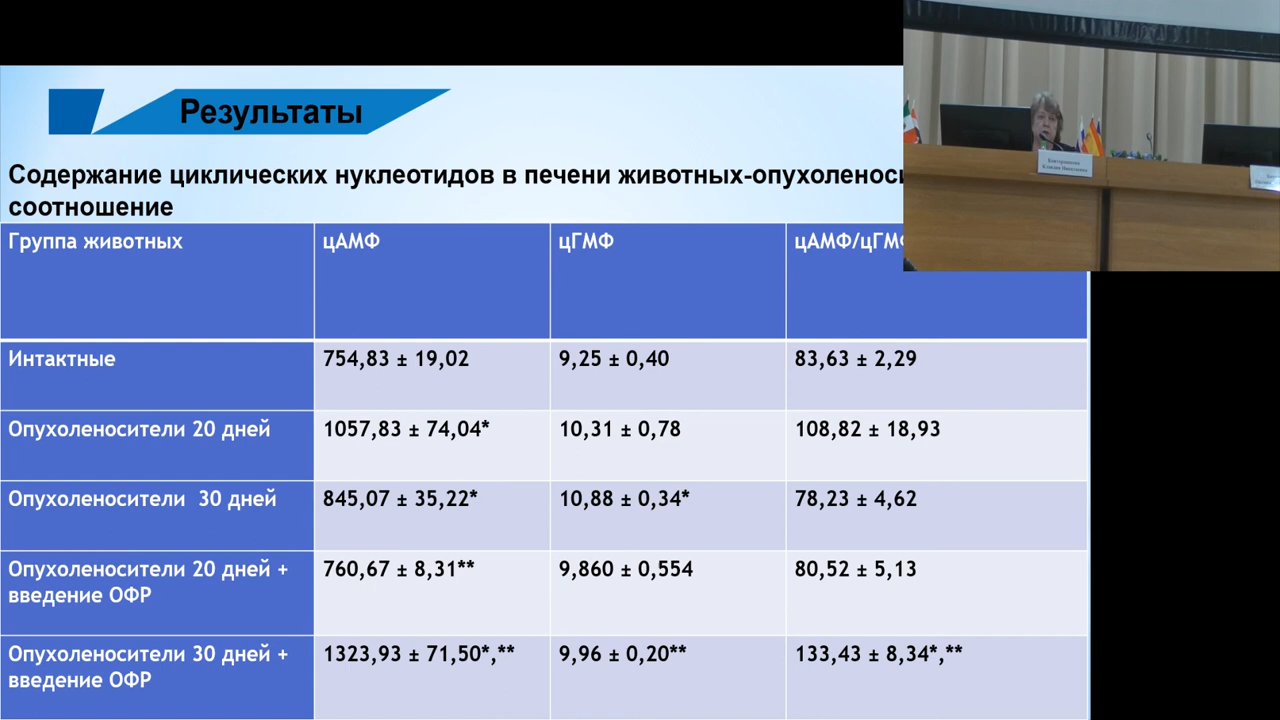 Результаты
Содержание циклических нуклеотидов в печени животных-опухоленоси
соотношение
Группа животных цАМФ цГМФ цАМФ/цГМФ
Интактные 754,83 ± 19,02 9,25 ± 0,40 83,63 ± 2,29
Опухоленосители 20 дней 1057,83 ± 74,04* 10,31 ± 0,78 108,82 ± 18,93
Опухоленосители 30 дней 845,07 ± 35,22* 10,88 ± 0,34* 78,23 ± 4,62
Опухоленосители 20 дней + 760,67 ± 8,31** 9,860 ± 0,554 80,52 ± 5,13
введение ОФР
Опухоленосители 30 дней + 1323,93 ± 71,50*,** 9,96 ± 0,20** 133,43 ± 8,34*,**
введение ОФР